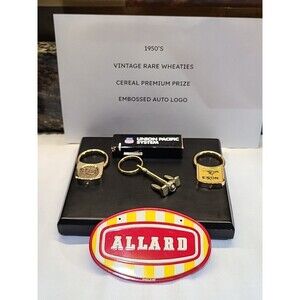 1950'S
VINTAGE RARE WHEATIES
CEREAL PREMIUM PRIZE
EMBOSSED AUTO LOGO
UNION PACIFIC
SYSTEM
ALLARD